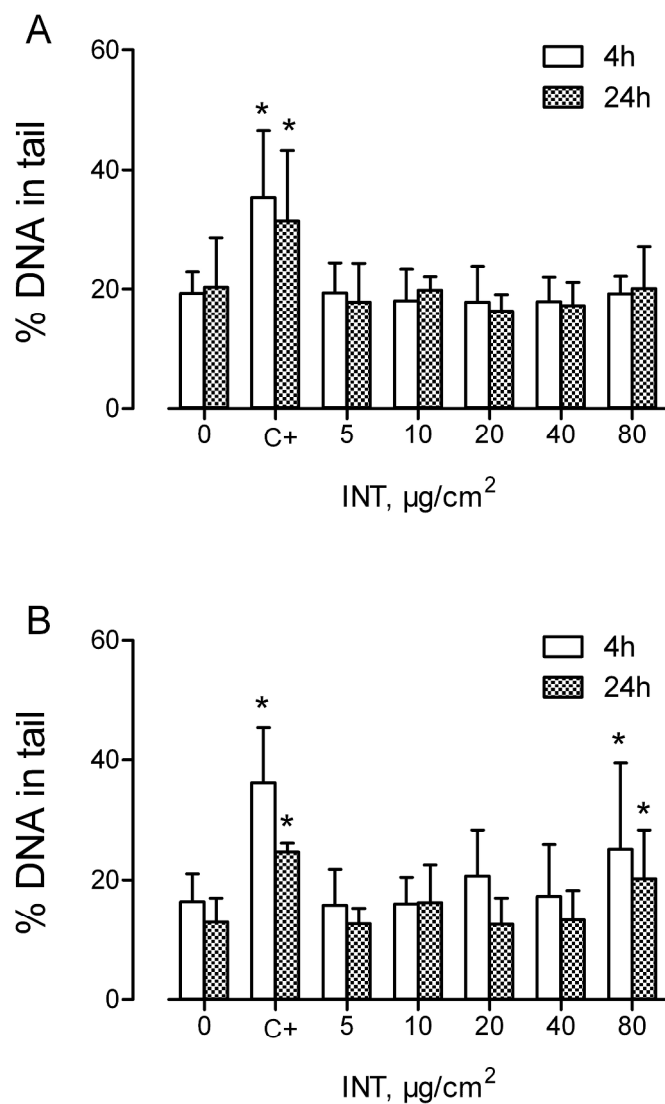 A
60
4h
24h
40
20
0
% DNA in tail
* *
0 C+ 5 10 20 40 80
INT, µg/cm²
B
60
4h
24h
40
20
0
% DNA in tail
* * * *
0 C+ 5 10 20 40 80
INT, µg/cm²